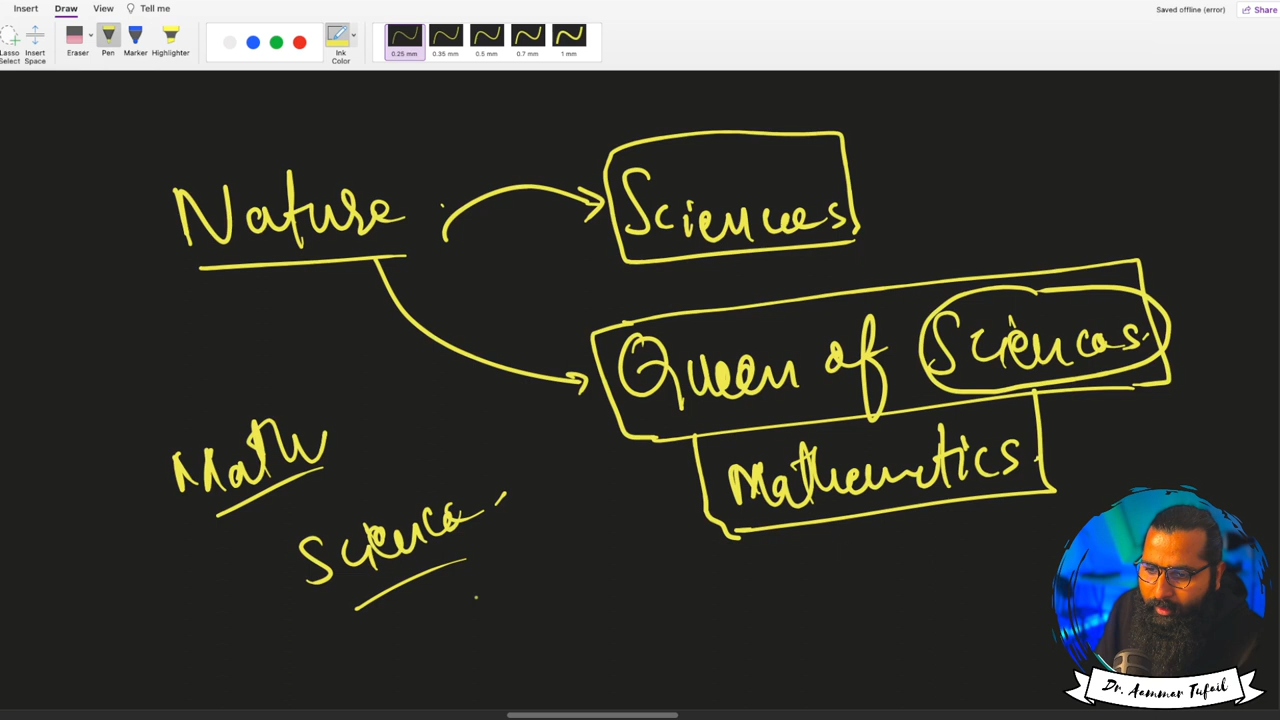 Insert Draw View Tell me
Saved offline (error) Share
Lasso Select
Insert Space
Eraser
Pen
Marker
Highlighter
Ink Color
0.25 mm
0.35 mm
0.5 mm
0.7 mm
1 mm
Nature
Sciences
Queen of Sciences
Mathematics
Math
Science
Dr. Aammar Tufail